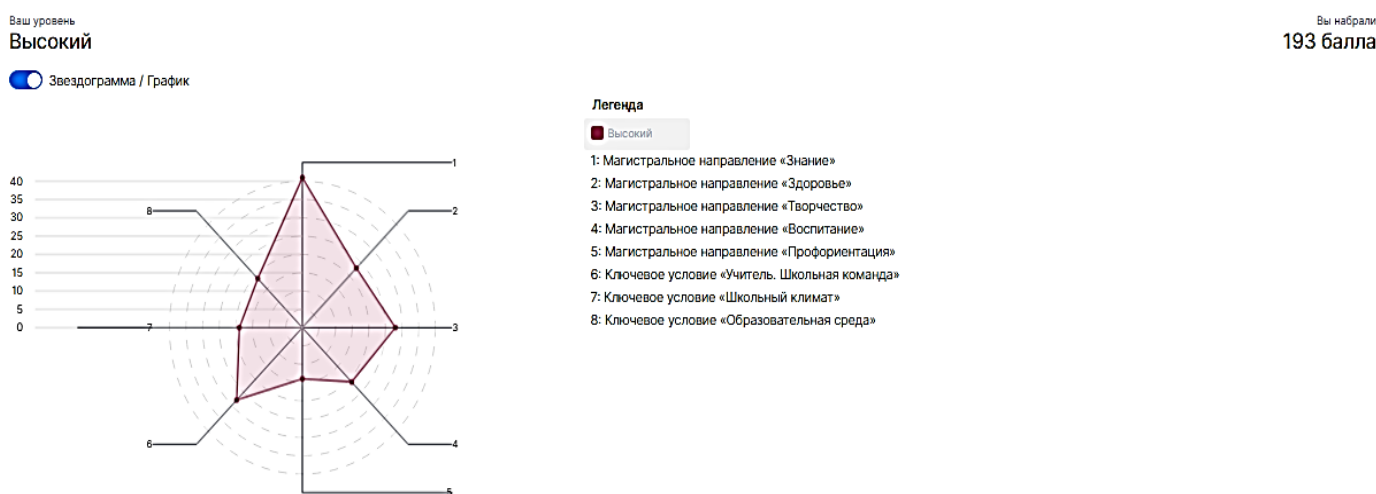 Ваш уровень
Высокий
Вы набрали
193 балла
Звездограмма / График
Легенда
Высокий
1: Магистральное направление «Знание»
2: Магистральное направление «Здоровье»
3: Магистральное направление «Творчество»
4: Магистральное направление «Воспитание»
5: Магистральное направление «Профориентация»
6: Ключевое условие «Учитель. Школьная команда»
7: Ключевое условие «Школьный климат»
8: Ключевое условие «Образовательная среда»
40
35
30
25
20
15
10
5
0
1
2
3
4
5
6
7
8